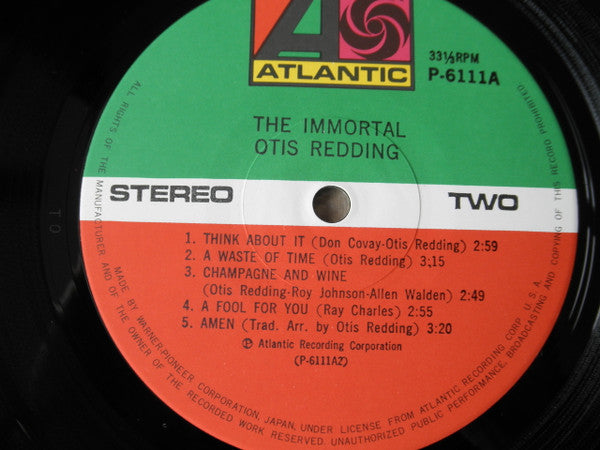 ATLANTIC
33⅓RPM
P-6111A
THE IMMORTAL
OTIS REDDING
STEREO
TWO
1. THINK ABOUT IT (Don Covay-Otis Redding) 2:59
2. A WASTE OF TIME (Otis Redding) 3:15
3. CHAMPAGNE AND WINE
(Otis Redding-Roy Johnson-Allen Walden) 2:49
4. A FOOL FOR YOU (Ray Charles) 2:55
5. AMEN (Trad. Arr. by Otis Redding) 3:20
Ⓟ Atlantic Recording Corporation
(P-6111A2)
ALL RIGHTS OF THE MANUFACTURER AND OF THE OWNER OF THE RECORDED WORK RESERVED. UNAUTHORIZED PUBLIC PERFORMANCE, BROADCASTING AND COPYING OF THIS RECORD PROHIBITED.
MADE BY WARNER-PIONEER CORPORATION, JAPAN, UNDER LICENSE FROM ATLANTIC RECORDING CORP. U.S.A.